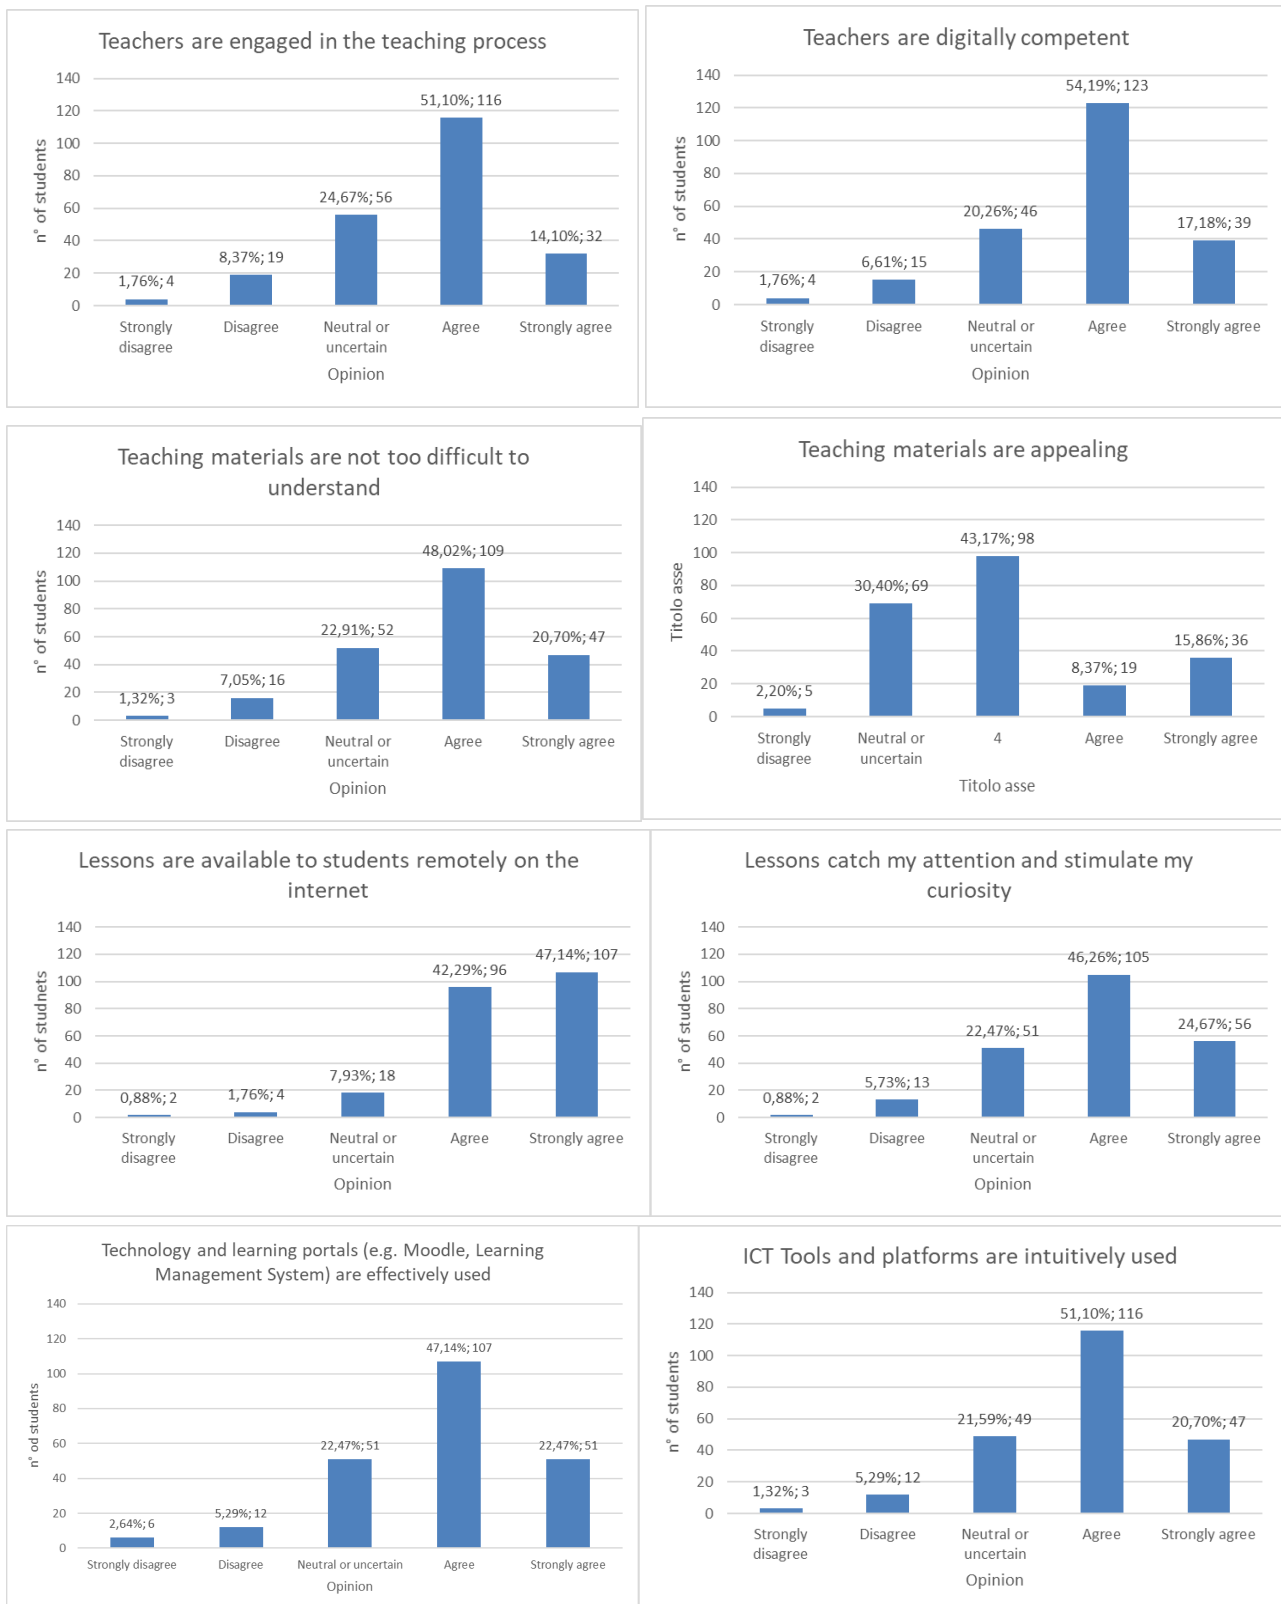 Teachers are engaged in the teaching process
n° of students
140
120
100
80
60
40
20
0
1,76%; 4
8,37%; 19
24,67%; 56
51,10%; 116
14,10%; 32
Strongly
disagree
Disagree
Neutral or
uncertain
Agree
Strongly agree
Opinion
Teachers are digitally competent
n° of students
140
120
100
80
60
40
20
0
1,76%; 4
6,61%; 15
20,26%; 46
54,19%; 123
17,18%; 39
Strongly
disagree
Disagree
Neutral or
uncertain
Agree
Strongly agree
Opinion
Teaching materials are not too difficult to
understand
n° of students
140
120
100
80
60
40
20
0
1,32%; 3
7,05%; 16
22,91%; 52
48,02%; 109
20,70%; 47
Strongly
disagree
Disagree
Neutral or
uncertain
Agree
Strongly agree
Opinion
Teaching materials are appealing
Titolo asse
140
120
100
80
60
40
20
0
2,20%; 5
30,40%; 69
43,17%; 98
8,37%; 19
15,86%; 36
Strongly
disagree
Neutral or
uncertain
4
Agree
Strongly agree
Titolo asse
Lessons are available to students remotely on the
internet
n° of studnets
140
120
100
80
60
40
20
0
0,88%; 2
1,76%; 4
7,93%; 18
42,29%; 96
47,14%; 107
Strongly
disagree
Disagree
Neutral or
uncertain
Agree
Strongly agree
Opinion
Lessons catch my attention and stimulate my
curiosity
n° of students
140
120
100
80
60
40
20
0
0,88%; 2
5,73%; 13
22,47%; 51
46,26%; 105
24,67%; 56
Strongly
disagree
Disagree
Neutral or
uncertain
Agree
Strongly agree
Opinion
Technology and learning portals (e.g. Moodle, Learning
Management System) are effectively used
n° od students
140
120
100
80
60
40
20
0
2,64%; 6
5,29%; 12
22,47%; 51
47,14%; 107
22,47%; 51
Strongly disagree
Disagree
Neutral or uncertain
Agree
Strongly agree
Opinion
ICT Tools and platforms are intuitively used
n° of students
140
120
100
80
60
40
20
0
1,32%; 3
5,29%; 12
21,59%; 49
51,10%; 116
20,70%; 47
Strongly
disagree
Disagree
Neutral or
uncertain
Agree
Strongly agree
Opinion